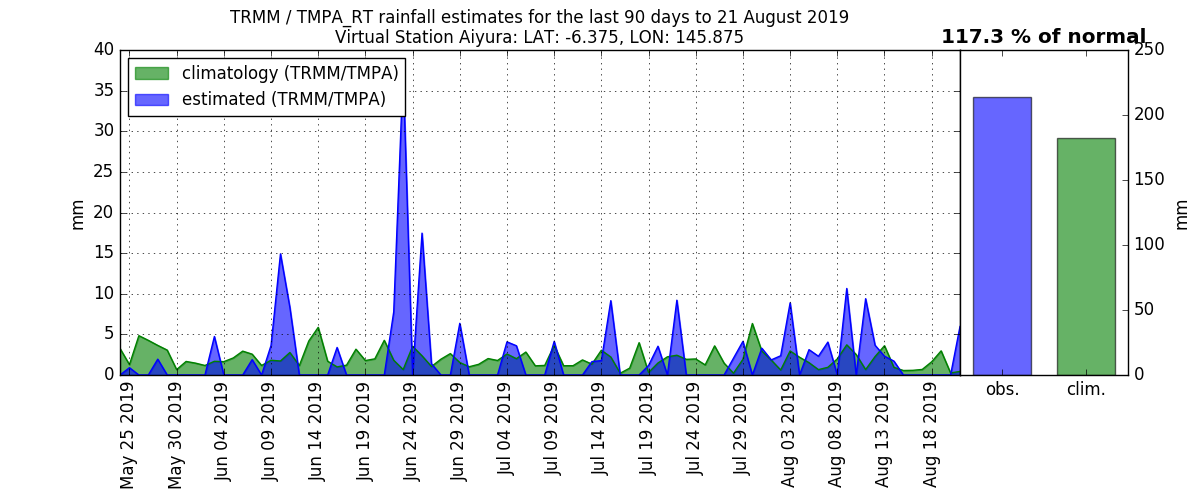 TRMM / TMPA_RT rainfall estimates for the last 90 days to 21 August 2019
Virtual Station Aiyura: LAT: -6.375, LON: 145.875
117.3 % of normal
climatology (TRMM/TMPA)
estimated (TRMM/TMPA)
40
35
30
25
20
15
10
5
0
mm
May 25 2019
May 30 2019
Jun 04 2019
Jun 09 2019
Jun 14 2019
Jun 19 2019
Jun 24 2019
Jun 29 2019
Jul 04 2019
Jul 09 2019
Jul 14 2019
Jul 19 2019
Jul 24 2019
Jul 29 2019
Aug 03 2019
Aug 08 2019
Aug 13 2019
Aug 18 2019
obs.
clim.
250
200
150
100
50
0
mm